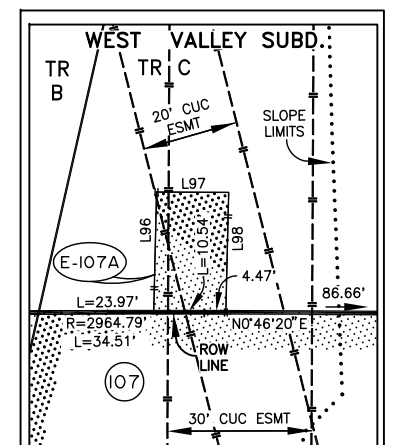 WEST VALLEY SUBD.
TR B
TR C
20' CUC
ESMT
SLOPE
LIMITS
L97
L96
L=10.54
L98
E-107A
4.47'
L=23.97'
86.66'
R=2964.79'
N0°46'20"E
L=34.51'
ROW
LINE
107
30' CUC ESMT